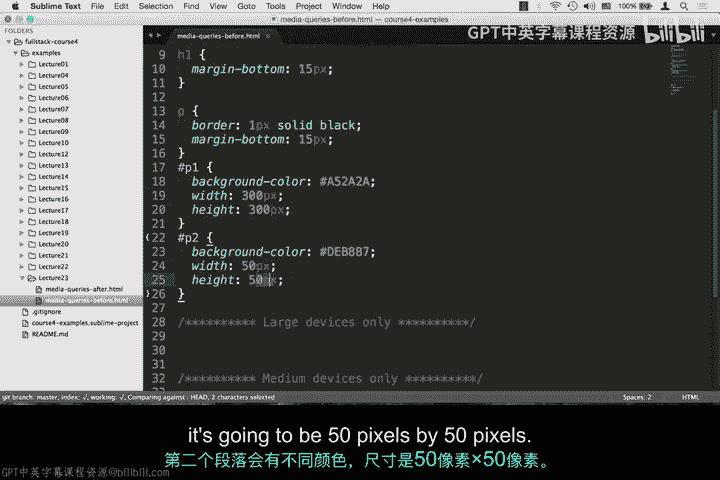 Sublime Text File Edit Selection Find View Goto Tools Project Window Help
100%
media-queries-before.html — course4-examples
GPT中英字幕课程资源 bilibili
FOLDERS
fullstack-course4
examples
Lecture01
Lecture04
Lecture05
Lecture06
Lecture07
Lecture08
Lecture09
Lecture10
Lecture12
Lecture13
Lecture14
Lecture15
Lecture16
Lecture17
Lecture18
Lecture19
Lecture20
Lecture21
Lecture22
Lecture23
media-queries-after.html
media-queries-before.html
.gitignore
course4-examples.sublime-project
README.md
media-queries-before.html
9 h1 {
10 margin-bottom: 15px;
11 }
12
13 p {
14 border: 1px solid black;
15 margin-bottom: 15px;
16 }
17 #p1 {
18 background-color: #A52A2A;
19 width: 300px;
20 height: 300px;
21 }
22 #p2 {
23 background-color: #DEB887;
24 width: 50px;
25 height: 50px;
26 }
27
28 /********** Large devices only **********/
29
30
31
32 /********** Medium devices only **********/
git branch: master, index: ✓, working: ✓, Comparing against : HEAD, 2 characters selected
Spaces: 2
HTML
it's going to be 50 pixels by 50 pixels.
第二个段落会有不同颜色，尺寸是50像素×50像素。
GPT中英字幕课程资源@bilibili.com